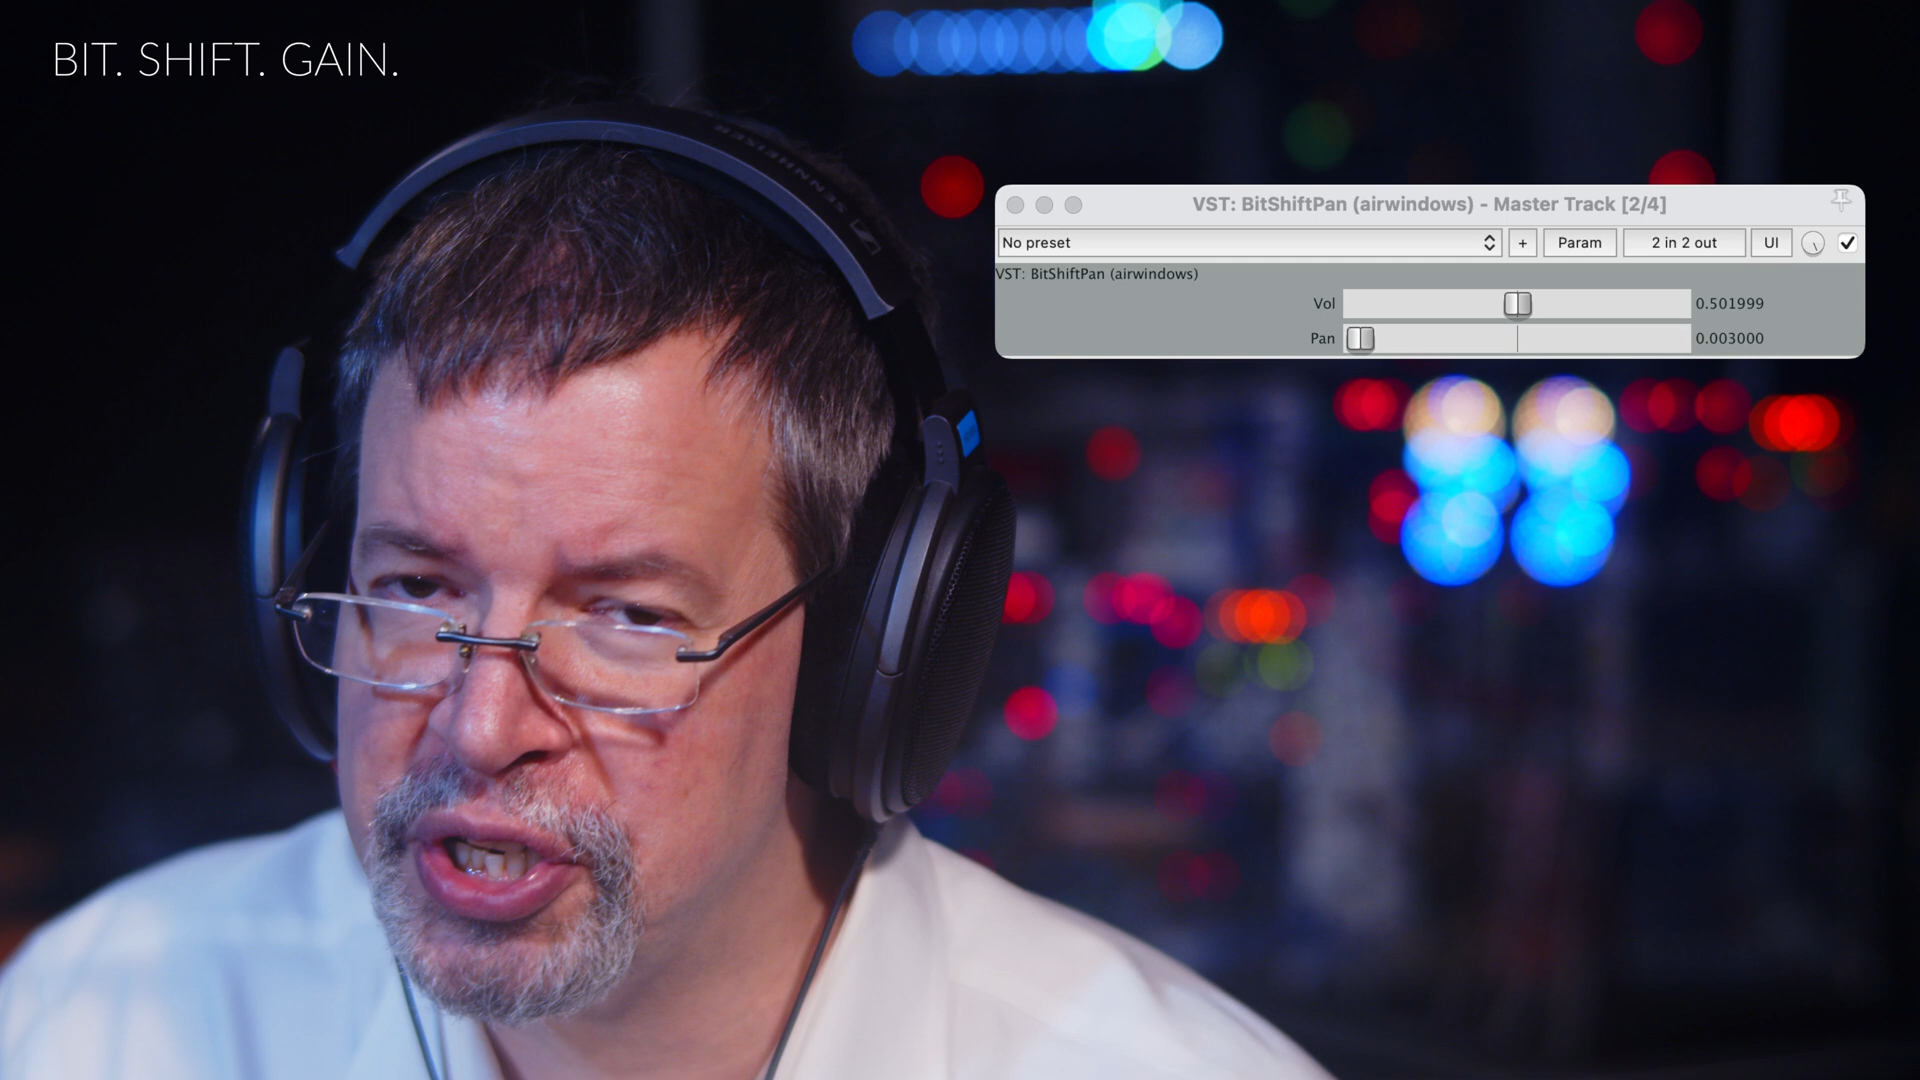 BIT. SHIFT. GAIN.
SENNHEISER
VST: BitShiftPan (airwindows) - Master Track [2/4]
No preset
+
Param
2 in 2 out
UI
VST: BitShiftPan (airwindows)
Vol
0.501999
Pan
0.003000